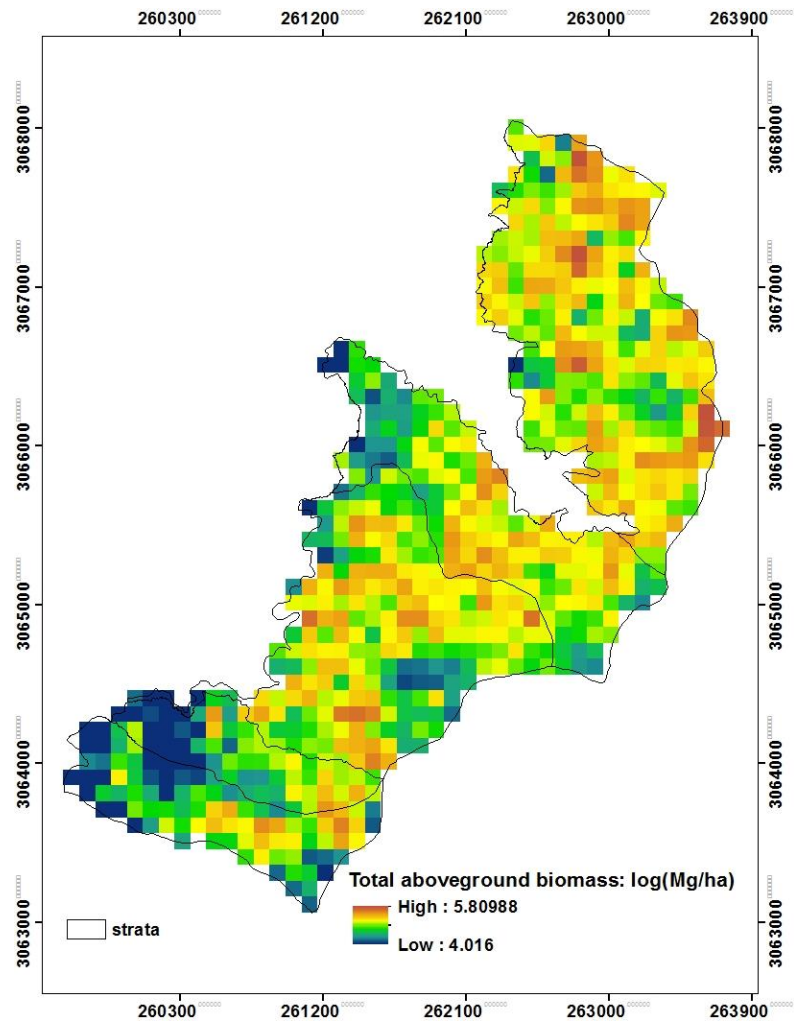 260300 261200 262100 263000 263900
3068000 3068000
3067000 3067000
3066000 3066000
3065000 3065000
3064000 3064000
3063000 3063000
Total aboveground biomass: log(Mg/ha)
High : 5.80988
strata
Low : 4.016
260300 261200 262100 263000 263900